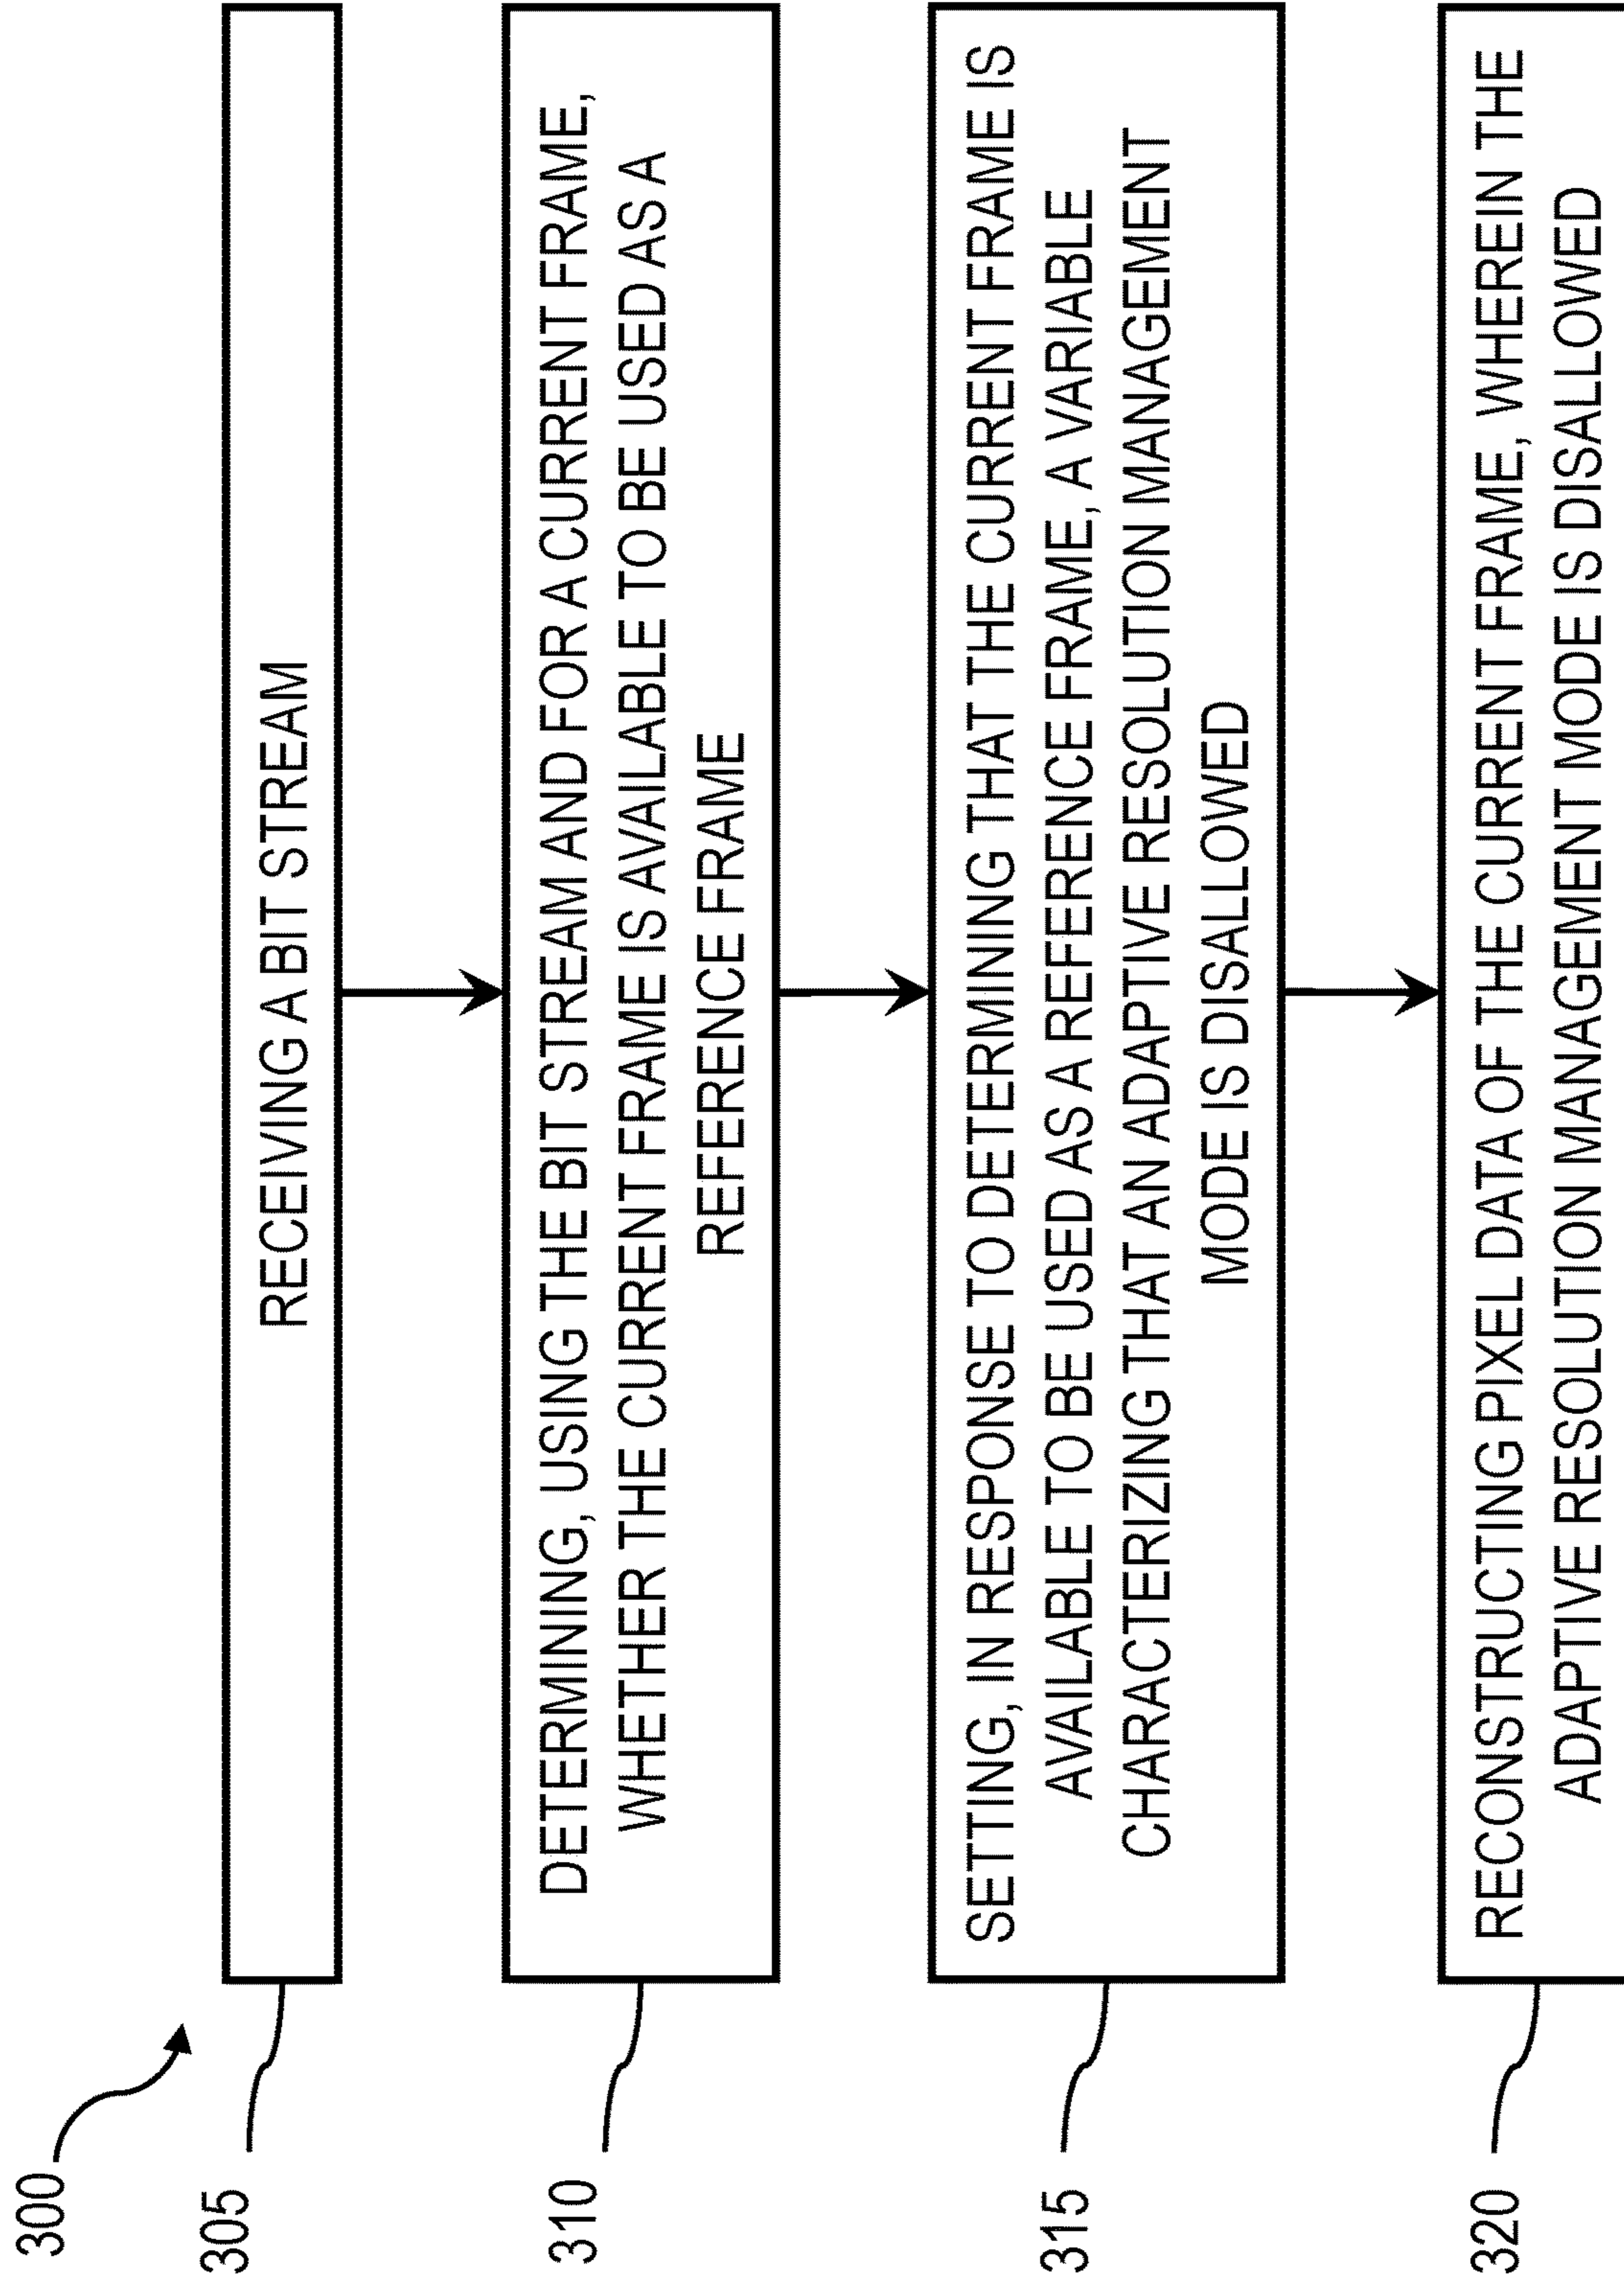 300
305
RECEIVING A BIT STREAM
310
DETERMINING, USING THE BIT STREAM AND FOR A CURRENT FRAME,
WHETHER THE CURRENT FRAME IS AVAILABLE TO BE USED AS A
REFERENCE FRAME
315
SETTING, IN RESPONSE TO DETERMINING THAT THE CURRENT FRAME IS
AVAILABLE TO BE USED AS A REFERENCE FRAME, A VARIABLE
CHARACTERIZING THAT AN ADAPTIVE RESOLUTION MANAGEMENT
MODE IS DISALLOWED
320
RECONSTRUCTING PIXEL DATA OF THE CURRENT FRAME, WHEREIN THE
ADAPTIVE RESOLUTION MANAGEMENT MODE IS DISALLOWED